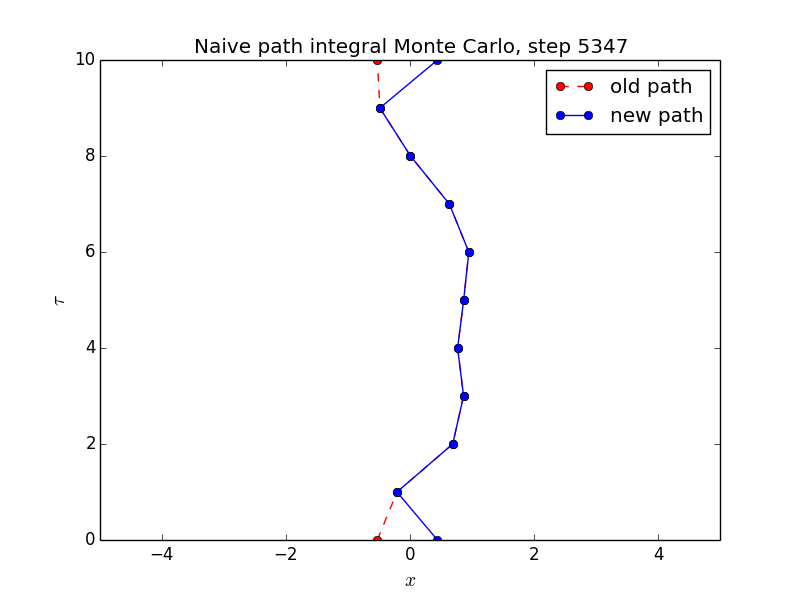 Naive path integral Monte Carlo, step 5347
10
8
6
4
2
0
τ
old path
new path
−4
−2
0
2
4
x